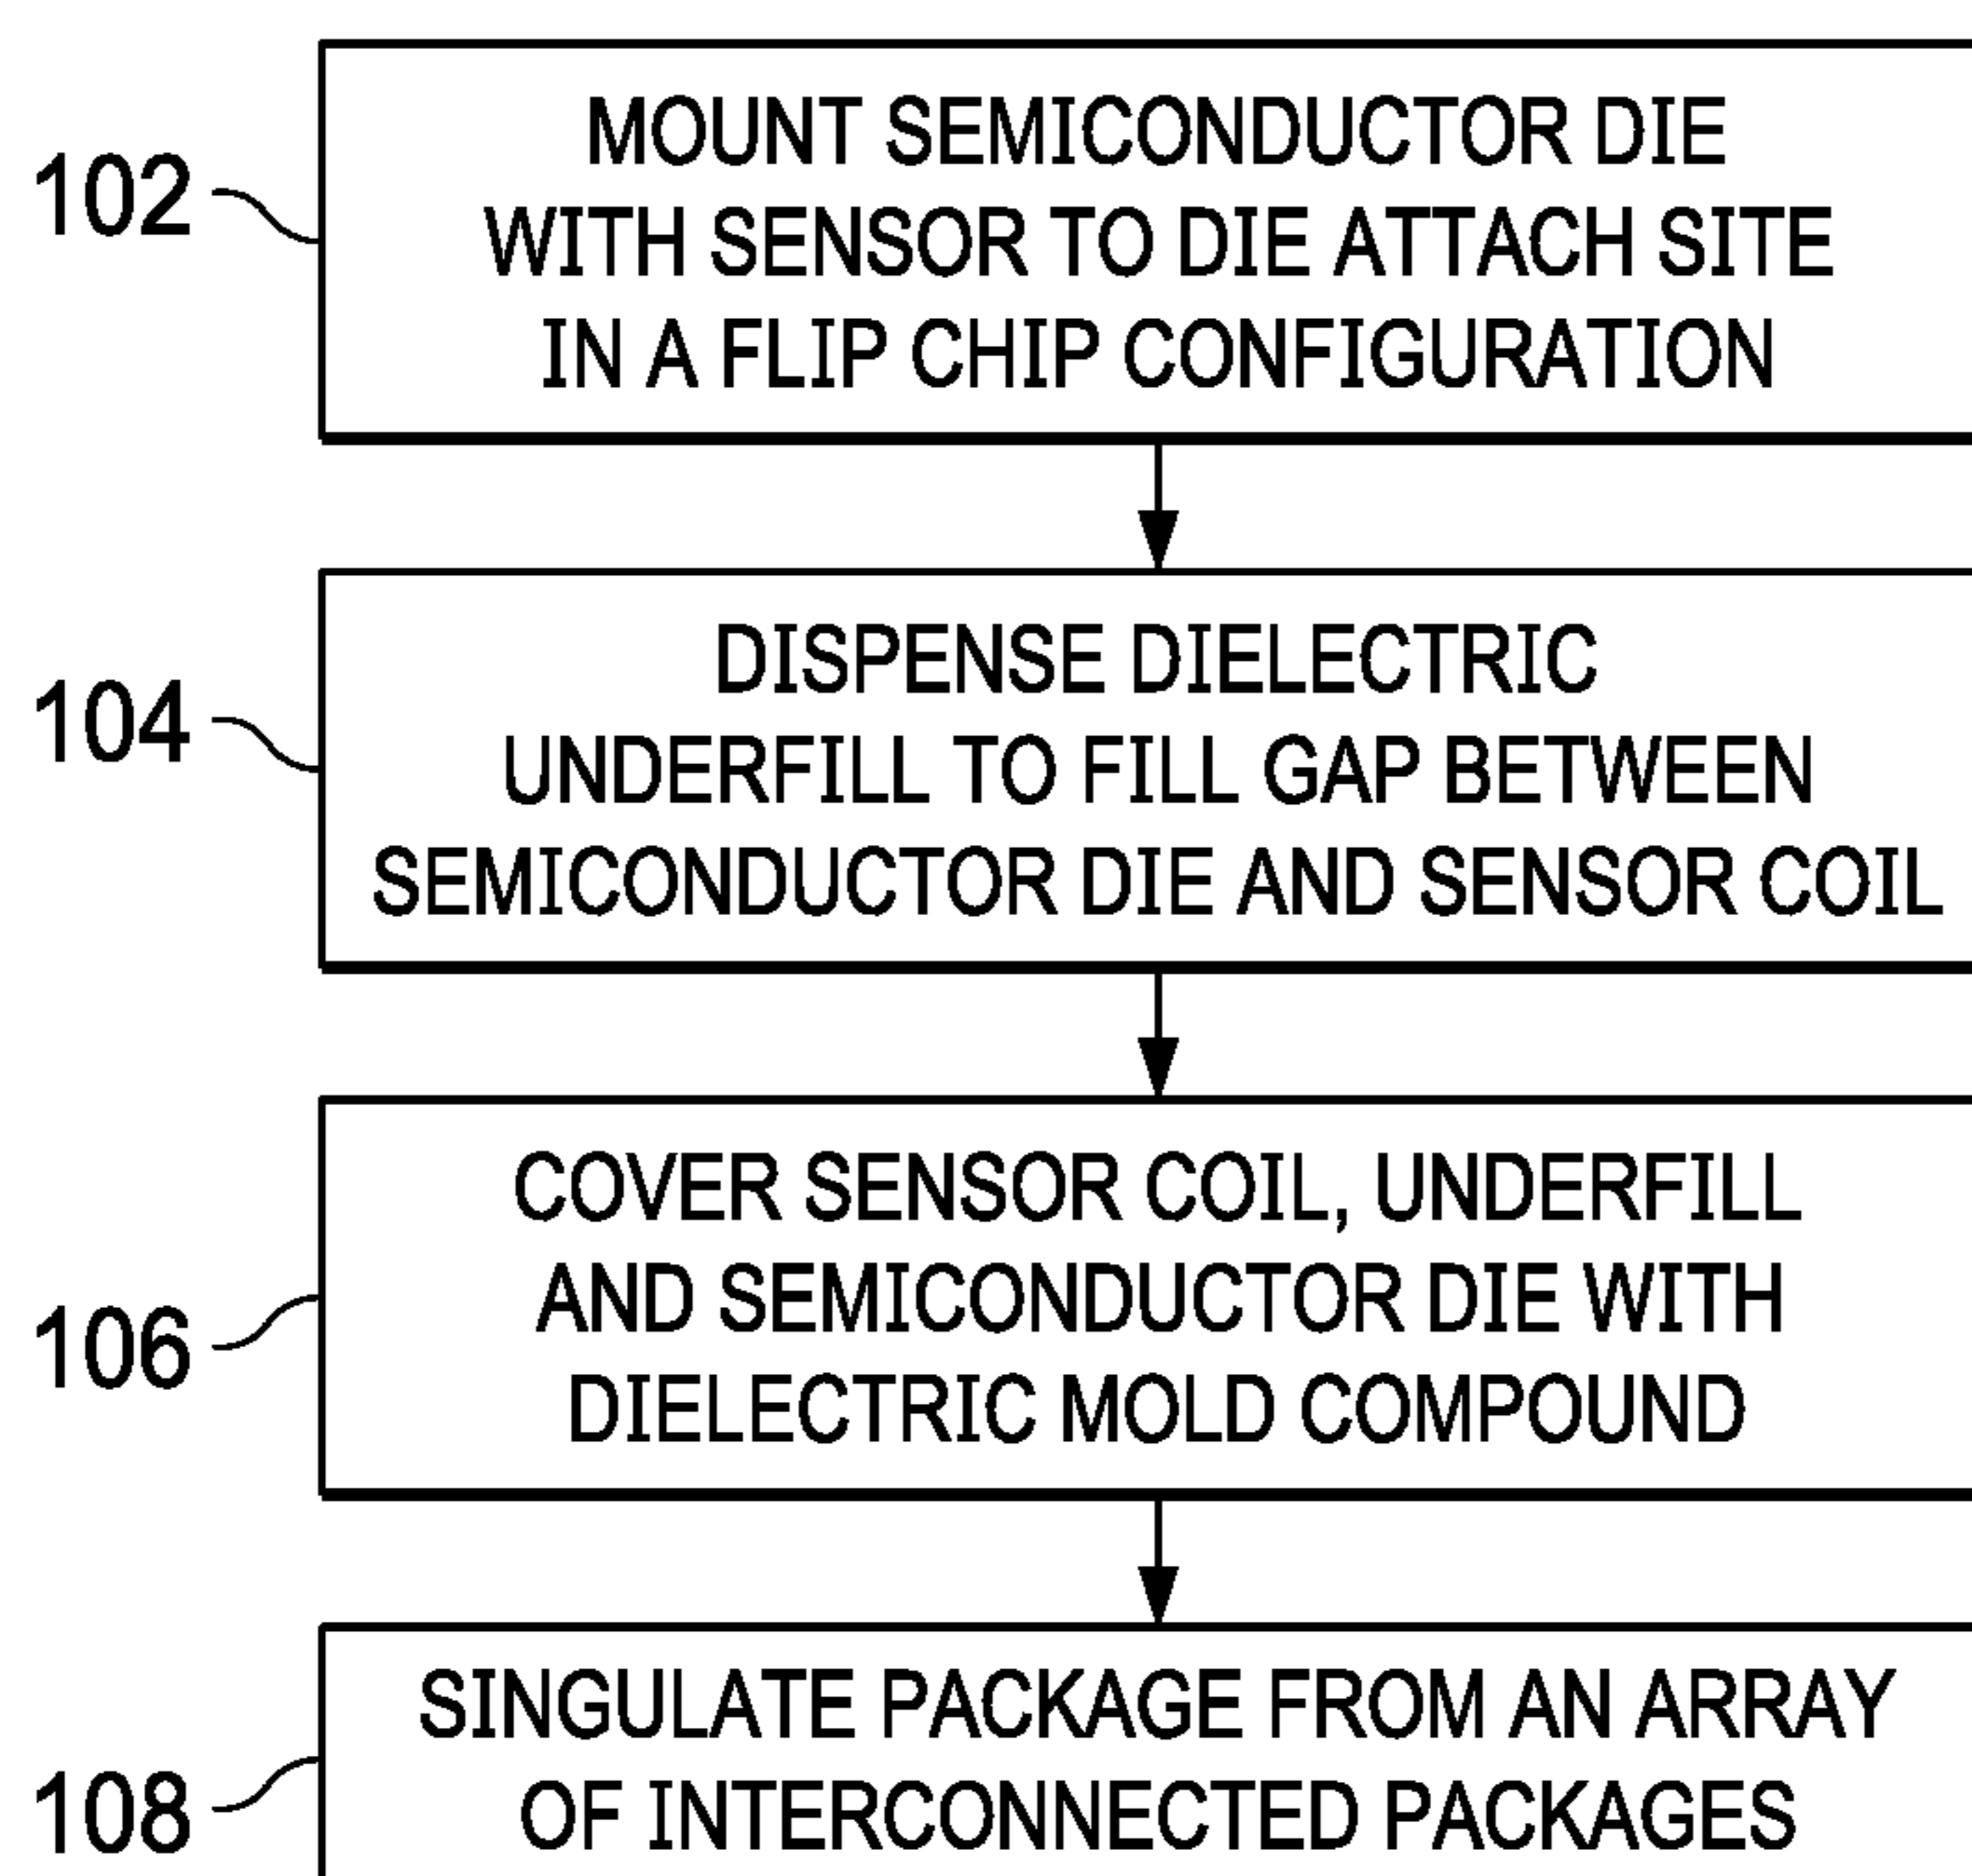 102
MOUNT SEMICONDUCTOR DIE
WITH SENSOR TO DIE ATTACH SITE
IN A FLIP CHIP CONFIGURATION
104
DISPENSE DIELECTRIC
UNDERFILL TO FILL GAP BETWEEN
SEMICONDUCTOR DIE AND SENSOR COIL
106
COVER SENSOR COIL, UNDERFILL
AND SEMICONDUCTOR DIE WITH
DIELECTRIC MOLD COMPOUND
108
SINGULATE PACKAGE FROM AN ARRAY
OF INTERCONNECTED PACKAGES